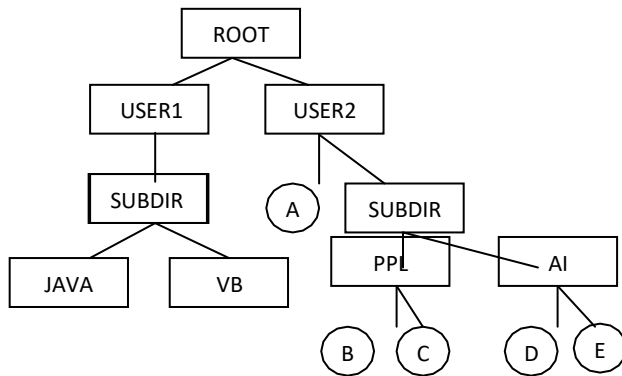 ROOT
USER1 USER2
SUBDIR A SUBDIR
JAVA VB PPL AI
B C D E